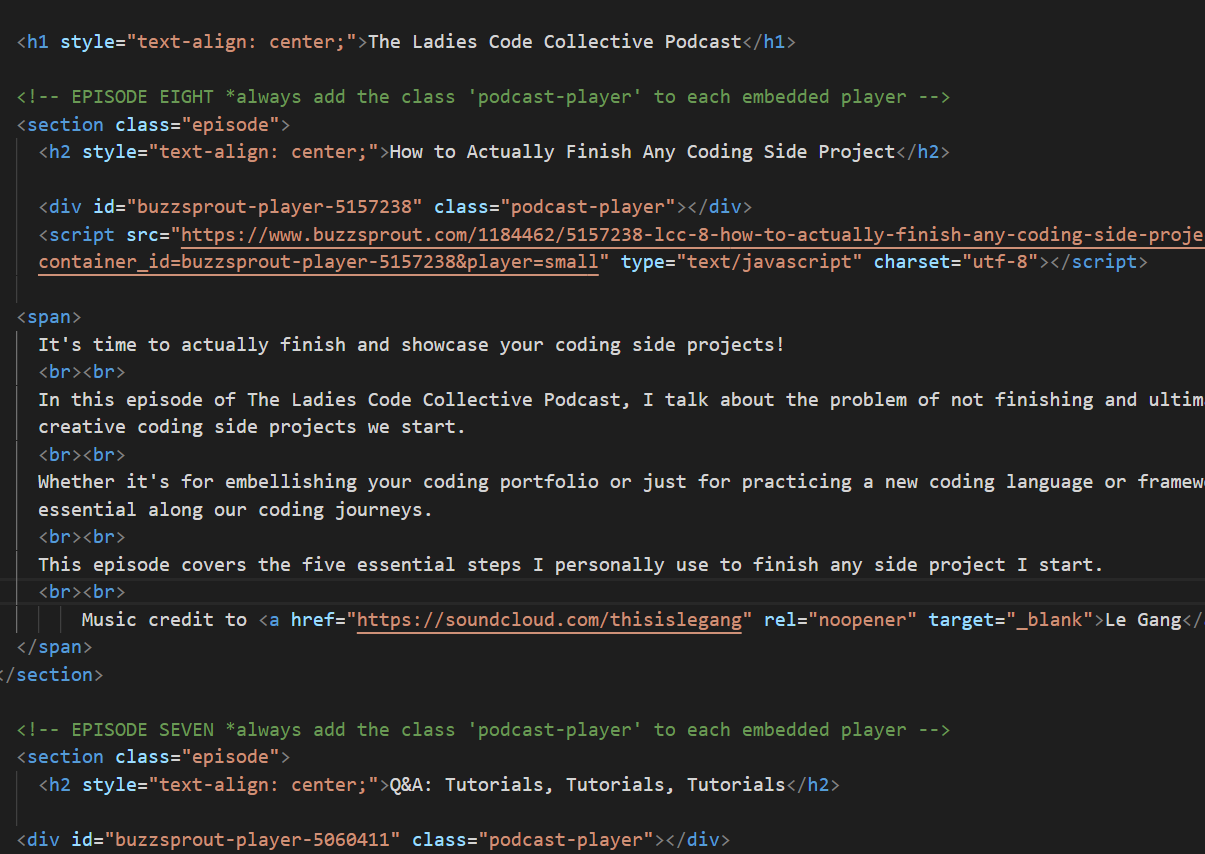 <h1 style="text-align: center;">The Ladies Code Collective Podcast</h1>
<!-- EPISODE EIGHT *always add the class 'podcast-player' to each embedded player -->
<section class="episode">
<h2 style="text-align: center;">How to Actually Finish Any Coding Side Project</h2>
<div id="buzzsprout-player-5157238" class="podcast-player"></div>
<script src="https://www.buzzsprout.com/1184462/5157238-lcc-8-how-to-actually-finish-any-coding-side-proje
container_id=buzzsprout-player-5157238&player=small" type="text/javascript" charset="utf-8"></script>
<span>
It's time to actually finish and showcase your coding side projects!
<br><br>
In this episode of The Ladies Code Collective Podcast, I talk about the problem of not finishing and ultim
creative coding side projects we start.
<br><br>
Whether it's for embellishing your coding portfolio or just for practicing a new coding language or framew
essential along our coding journeys.
<br><br>
This episode covers the five essential steps I personally use to finish any side project I start.
<br><br>
Music credit to <a href="https://soundcloud.com/thisislegang" rel="noopener" target="_blank">Le Gang</
</span>
</section>
<!-- EPISODE SEVEN *always add the class 'podcast-player' to each embedded player -->
<section class="episode">
<h2 style="text-align: center;">Q&A: Tutorials, Tutorials, Tutorials</h2>
<div id="buzzsprout-player-5060411" class="podcast-player"></div>